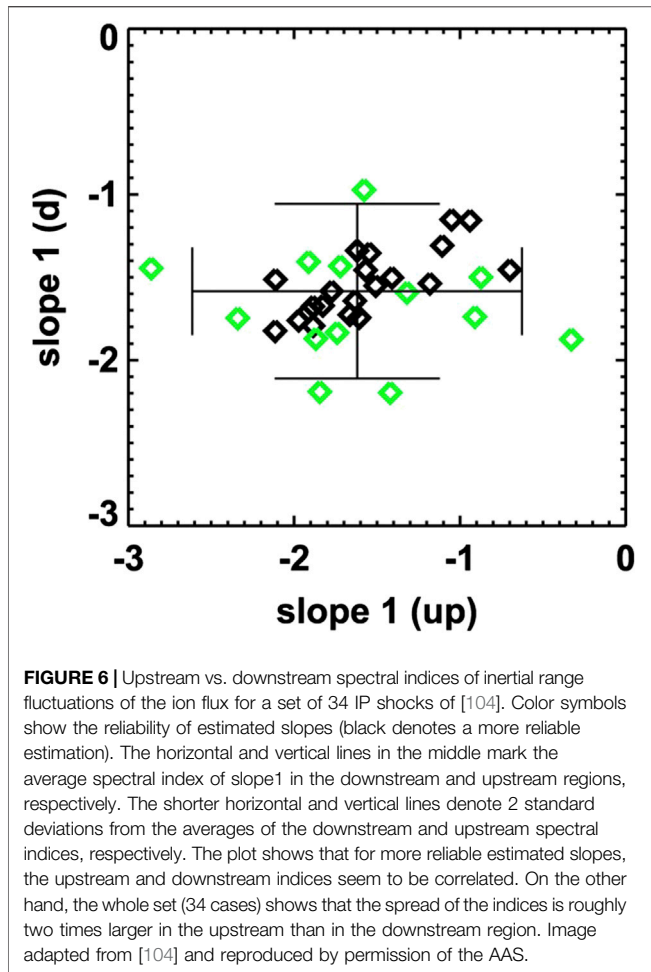 0
-1
-2
-3
slope 1 (d)
-3
-2
-1
0
slope 1 (up)
FIGURE 6 | Upstream vs. downstream spectral indices of inertial range
fluctuations of the ion flux for a set of 34 IP shocks of [104]. Color symbols
show the reliability of estimated slopes (black denotes a more reliable
estimation). The horizontal and vertical lines in the middle mark the
average spectral index of slope1 in the downstream and upstream regions,
respectively. The shorter horizontal and vertical lines denote 2 standard
deviations from the averages of the downstream and upstream spectral
indices, respectively. The plot shows that for more reliable estimated slopes,
the upstream and downstream indices seem to be correlated. On the other
hand, the whole set (34 cases) shows that the spread of the indices is roughly
two times larger in the upstream than in the downstream region. Image
adapted from [104] and reproduced by permission of the AAS.